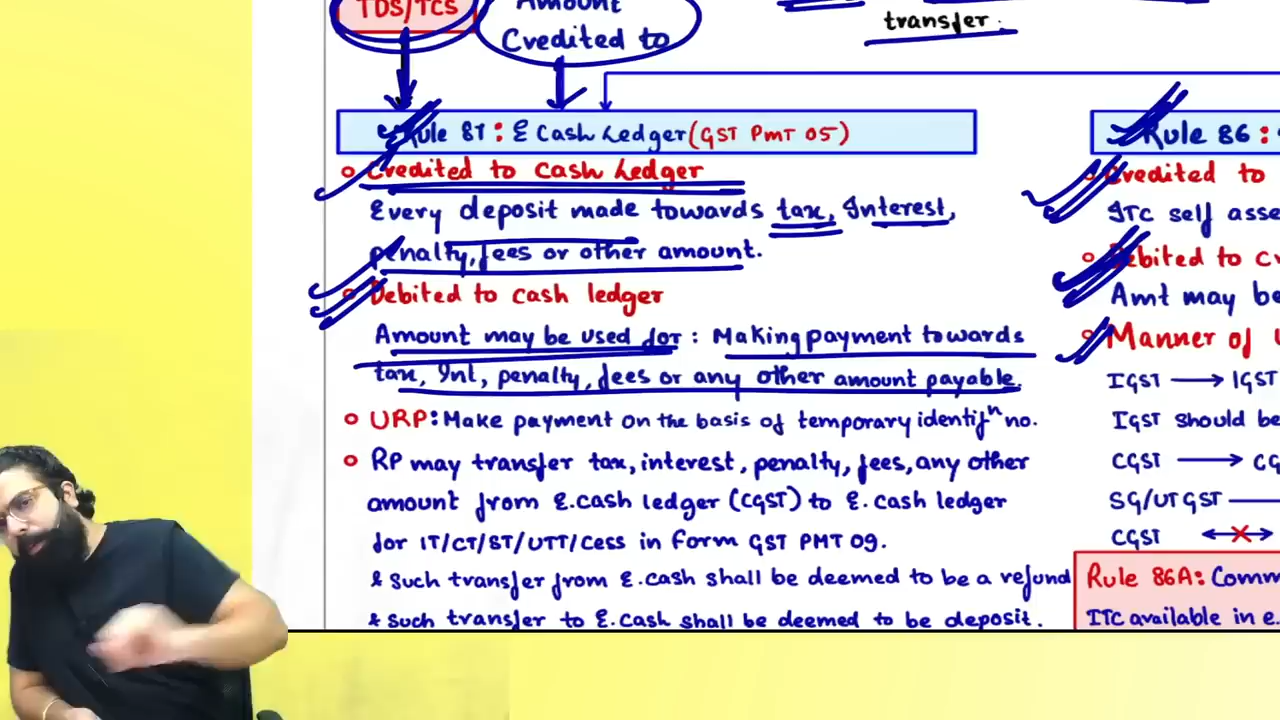 TDS/TCS
Amount
Credited to
transfer.
Rule 87: E Cash Ledger (GST PMT 05)
Credited to Cash Ledger
Every deposit made towards tax, Interest,
penalty, fees or other amount.
Debited to cash ledger
Amount may be used for: Making payment towards
tax, Int, penalty, fees or any other amount payable.
URP: Make payment on the basis of temporary identifⁿ no.
RP may transfer tax, interest, penalty, fees, any other
amount from E.cash ledger (CGST) to E.cash ledger
for IT/CT/ST/UTT/Cess in form GST PMT 09.
& Such transfer from E.cash shall be deemed to be a refund
& Such transfer to E.cash shall be deemed to be deposit.
Rule 86:
Credited to
ITC self asse
Debited to
Amt may be
Manner of
IGST → IGST
IGST should be
CGST → CG
SG/UTGST
CGST
Rule 86A: Comm
ITC available in e.